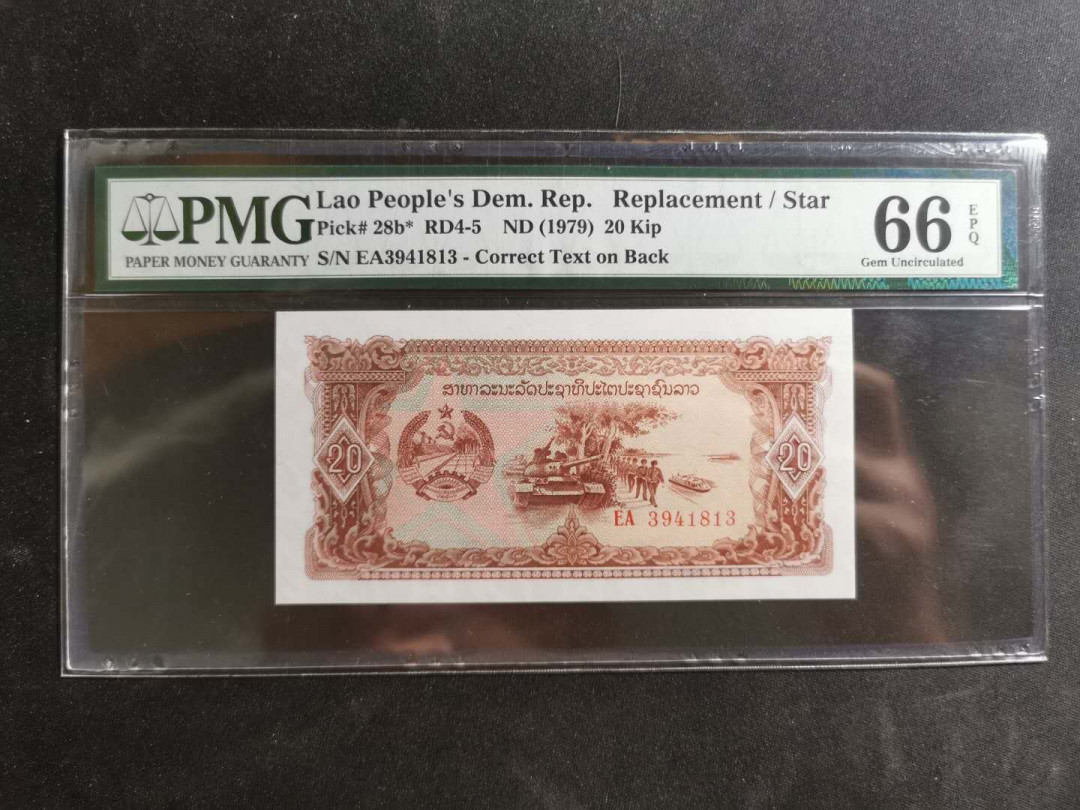 PMG
PAPER MONEY GUARANTY
Lao People's Dem. Rep. Replacement / Star
Pick# 28b* RD4-5 ND (1979) 20 Kip
S/N EA3941813 - Correct Text on Back
66
EPQ
Gem Uncirculated
ສາທາລະນະລັດປະຊາທິປະໄຕປະຊາຊົນລາວ
20
20
EA 3941813